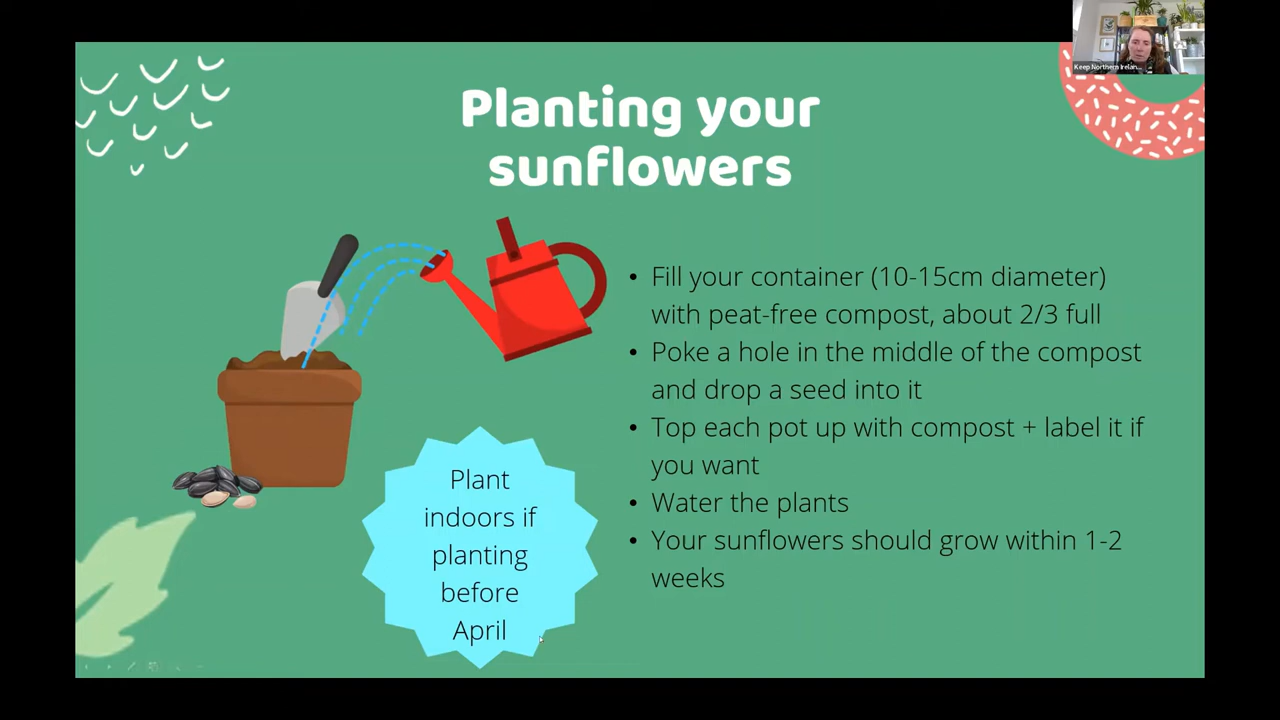 Keep Northern Irelan...
Planting your
sunflowers
• Fill your container (10-15cm diameter)
with peat-free compost, about 2/3 full
• Poke a hole in the middle of the compost
and drop a seed into it
• Top each pot up with compost + label it if
you want
• Water the plants
• Your sunflowers should grow within 1-2
weeks
Plant
indoors if
planting
before
April